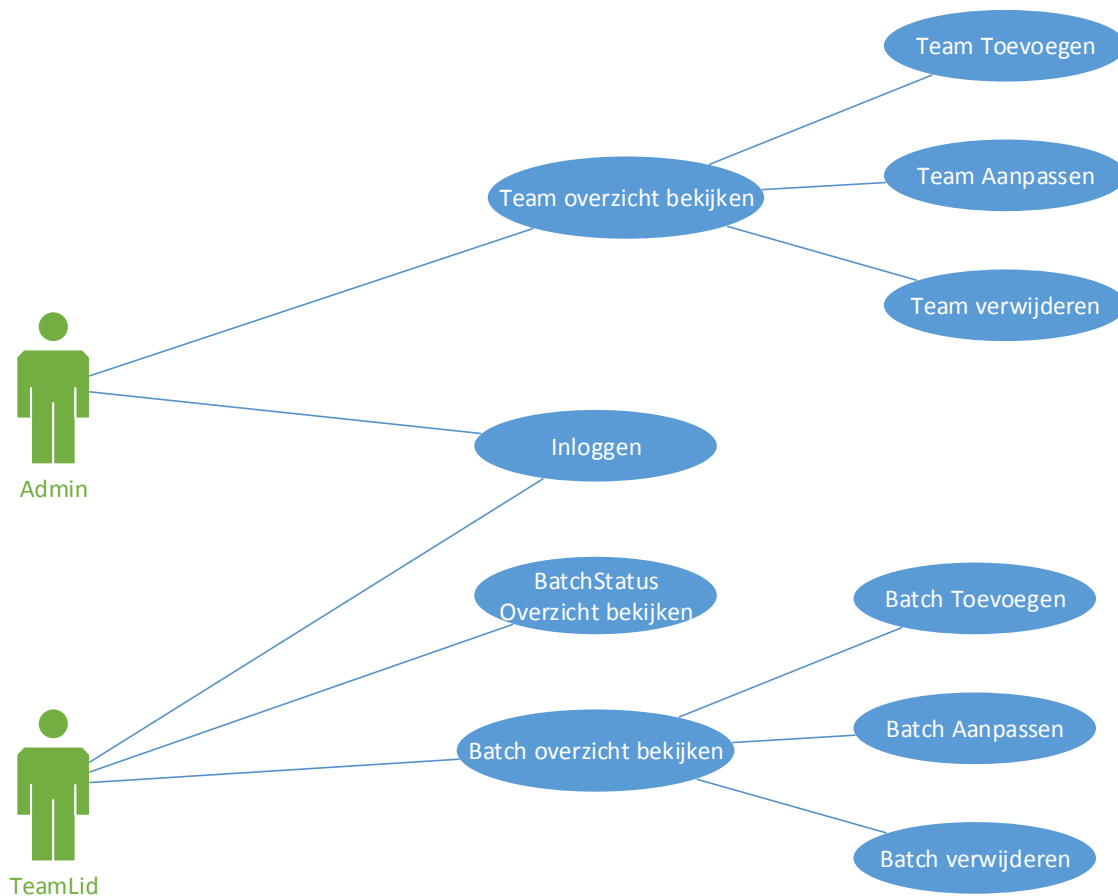 Team Toevoegen
Team overzicht bekijken
Team Aanpassen
Team verwijderen
Admin
Inloggen
BatchStatus
Overzicht bekijken
Batch Toevoegen
Batch overzicht bekijken
Batch Aanpassen
Batch verwijderen
TeamLid